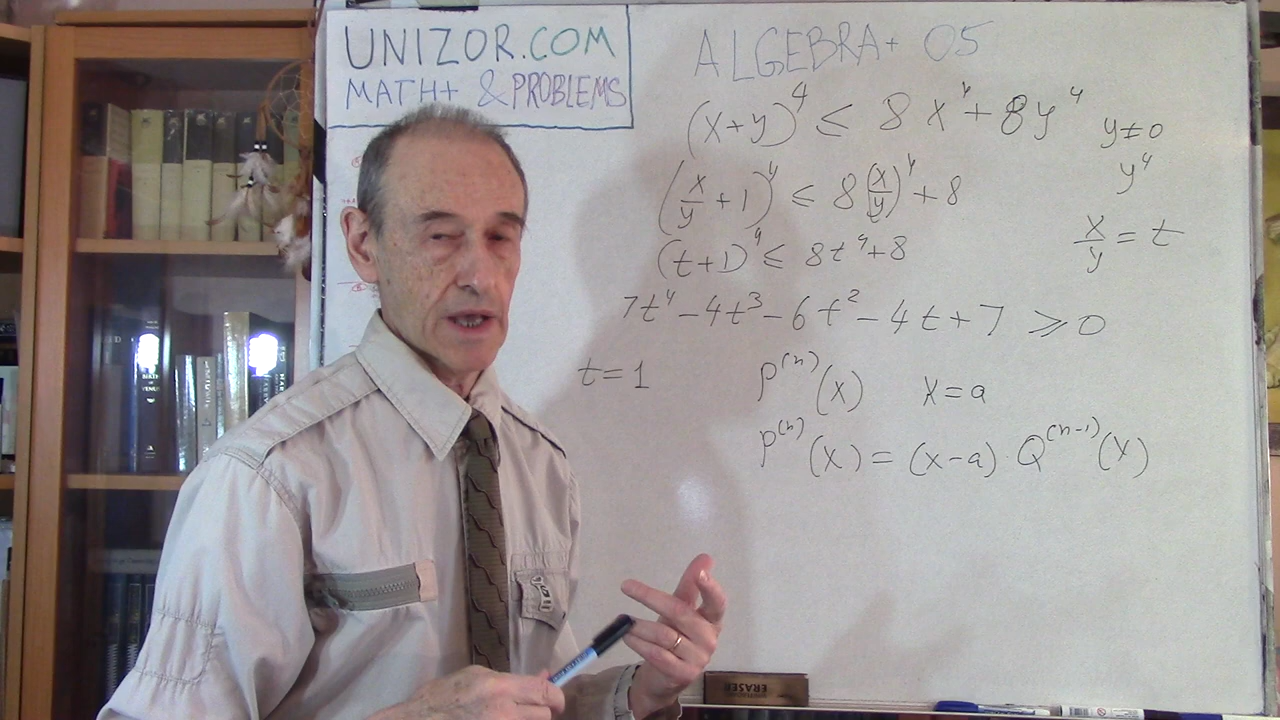 UNIZOR.COM
MATH+ & PROBLEMS
ALGEBRA+ 05
(x+y)⁴ ≤ 8x⁴+8y⁴
y≠0
y⁴
(x/y + 1)⁴ ≤ 8(x/y)⁴+8
x/y = t
(t+1)⁴ ≤ 8t⁴+8
7t⁴-4t³-6t²-4t+7 ≥ 0
t=1
P⁽ⁿ⁾(x) x=a
P⁽ⁿ⁾(x) = (x-a)·Q⁽ⁿ⁻¹⁾(x)
ERASER